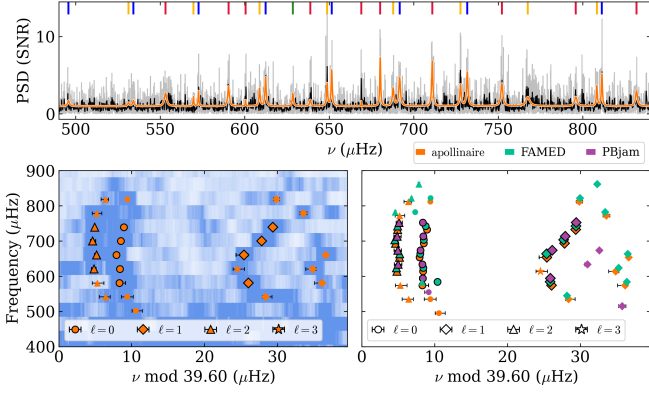 PSD (SNR)
10
0
500
550
600
650
700
750
800
ν (μHz)
apollinaire
FAMED
PBjam
Frequency (μHz)
900
800
700
600
500
400
ℓ = 0
ℓ = 1
ℓ = 2
ℓ = 3
0
10
20
30
ν mod 39.60 (μHz)
ℓ = 0
ℓ = 1
ℓ = 2
ℓ = 3
0
10
20
30
ν mod 39.60 (μHz)